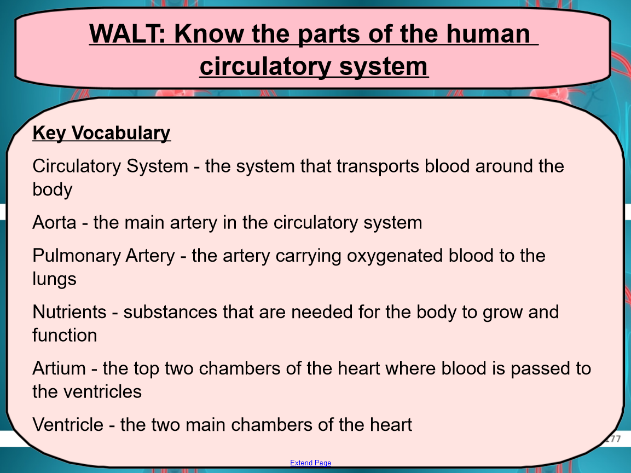 WALT: Know the parts of the human
circulatory system
Key Vocabulary
Circulatory System - the system that transports blood around the
body
Aorta - the main artery in the circulatory system
Pulmonary Artery - the artery carrying oxygenated blood to the
lungs
Nutrients - substances that are needed for the body to grow and
function
Artium - the top two chambers of the heart where blood is passed to
the ventricles
Ventricle - the two main chambers of the heart
277
Extend Page